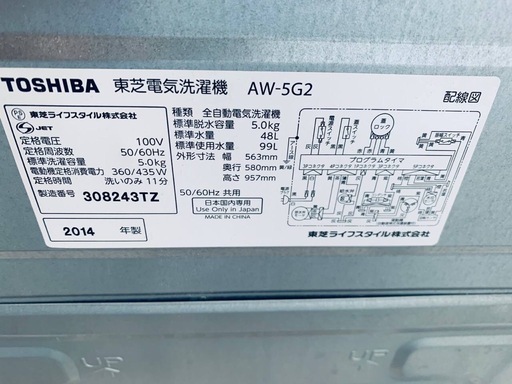 TOSHIBA 東芝電気洗濯機 AW-5G2 配線図
東芝ライフスタイル株式会社
JET
定格電圧 100V
定格周波数 50/60Hz
標準洗濯容量 5.0kg
電動機定格消費電力 360/435W
定格時間 洗いのみ 11分
製造番号 308243TZ
2014 年製
種類 全自動電気洗濯機
標準脱水容量 5.0kg
標準水量 48L
標準使用水量 99L
外形寸法 幅 563mm
奥行 580mm
高さ 957mm
50/60Hz 共用
日本国内専用
Use Only in Japan
MADE IN CHINA
ふた
ロック
プログラムタイマ
東芝ライフスタイル株式会社
UP
UP